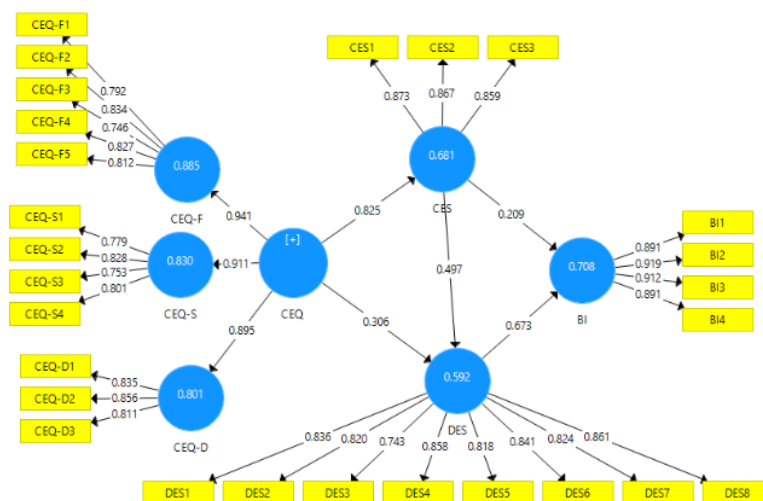 CEQ-F1
CEQ-F2
CEQ-F3
CEQ-F4
CEQ-F5
0.792
0.834
0.746
0.827
0.812
0.885
CEQ-F
CES1
CES2
CES3
0.873
0.867
0.859
0.681
CES
0.941
0.825
0.209
CEQ-S1
CEQ-S2
CEQ-S3
CEQ-S4
0.779
0.828
0.753
0.801
0.830
CEQ-S
0.911
[+]
CEQ
0.497
0.708
BI
0.891
0.919
0.912
0.891
BI1
BI2
BI3
BI4
0.895
0.306
0.673
CEQ-D1
CEQ-D2
CEQ-D3
0.835
0.856
0.811
0.801
CEQ-D
0.592
DES
0.836
0.820
0.743
0.858
0.818
0.841
0.824
0.861
DES1
DES2
DES3
DES4
DES5
DES6
DES7
DES8